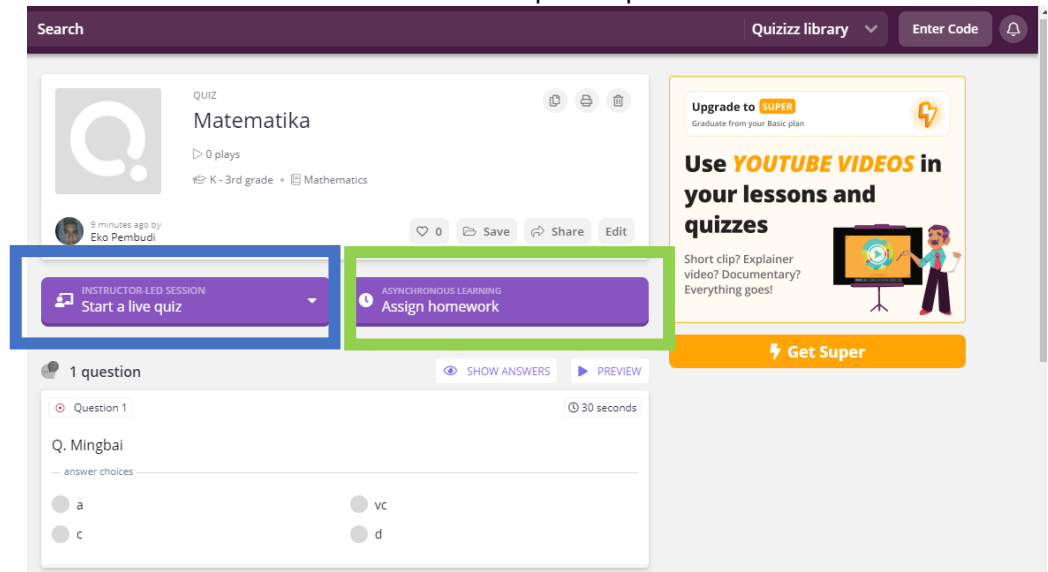 Search
Quizizz library
Enter Code
QUIZ
Matematika
0 plays
K - 3rd grade • Mathematics
9 minutes ago by
Eko Pembudi
0 Save Share Edit
INSTRUCTOR-LED SESSION
Start a live quiz
ASYNCHRONOUS LEARNING
Assign homework
1 question
SHOW ANSWERS
PREVIEW
Question 1
30 seconds
Q. Mingbai
answer choices
a
vc
c
d
Upgrade to SUPER
Graduate from your Basic plan
Use YOUTUBE VIDEOS in
your lessons and
quizzes
Short clip? Explainer
video? Documentary?
Everything goes!
Get Super